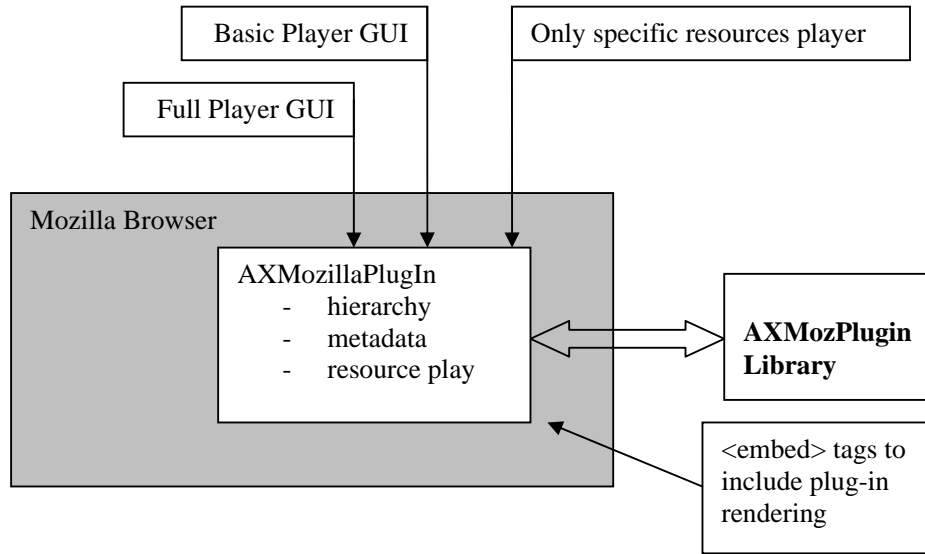 Basic Player GUI
Only specific resources player
Full Player GUI
Mozilla Browser
AXMozillaPlugIn
- hierarchy
- metadata
- resource play
AXMozPlugin
Library
<embed> tags to
include plug-in
rendering